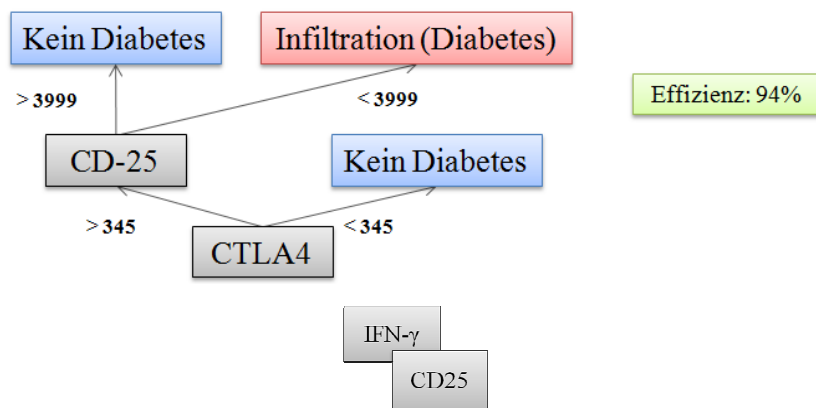 Kein Diabetes
Infiltration (Diabetes)
> 3999
< 3999
Effizienz: 94%
CD-25
Kein Diabetes
> 345
< 345
CTLA4
IFN-γ
CD25